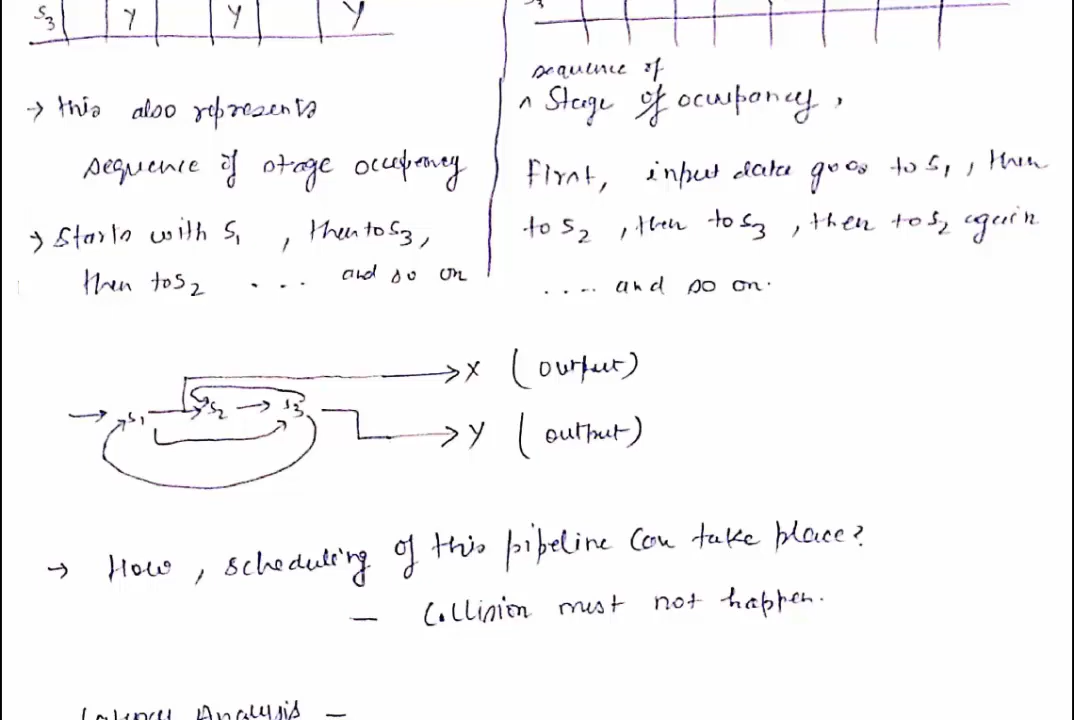 S3 Y Y Y
→ this also represents
sequence of stage occupancy
→ Starts with S1 , then to S3,
then to S2 .... and so on
sequence of
^ Stage of occupancy,
First, input data goes to S1, then
to S2, then to S3, then to S2 again
.... and so on.
→ X (output)
→ S1 → S2 → S3
→ Y (output)
→ How, scheduling of this pipeline can take place?
— Collision must not happen.
Latency Analysis —